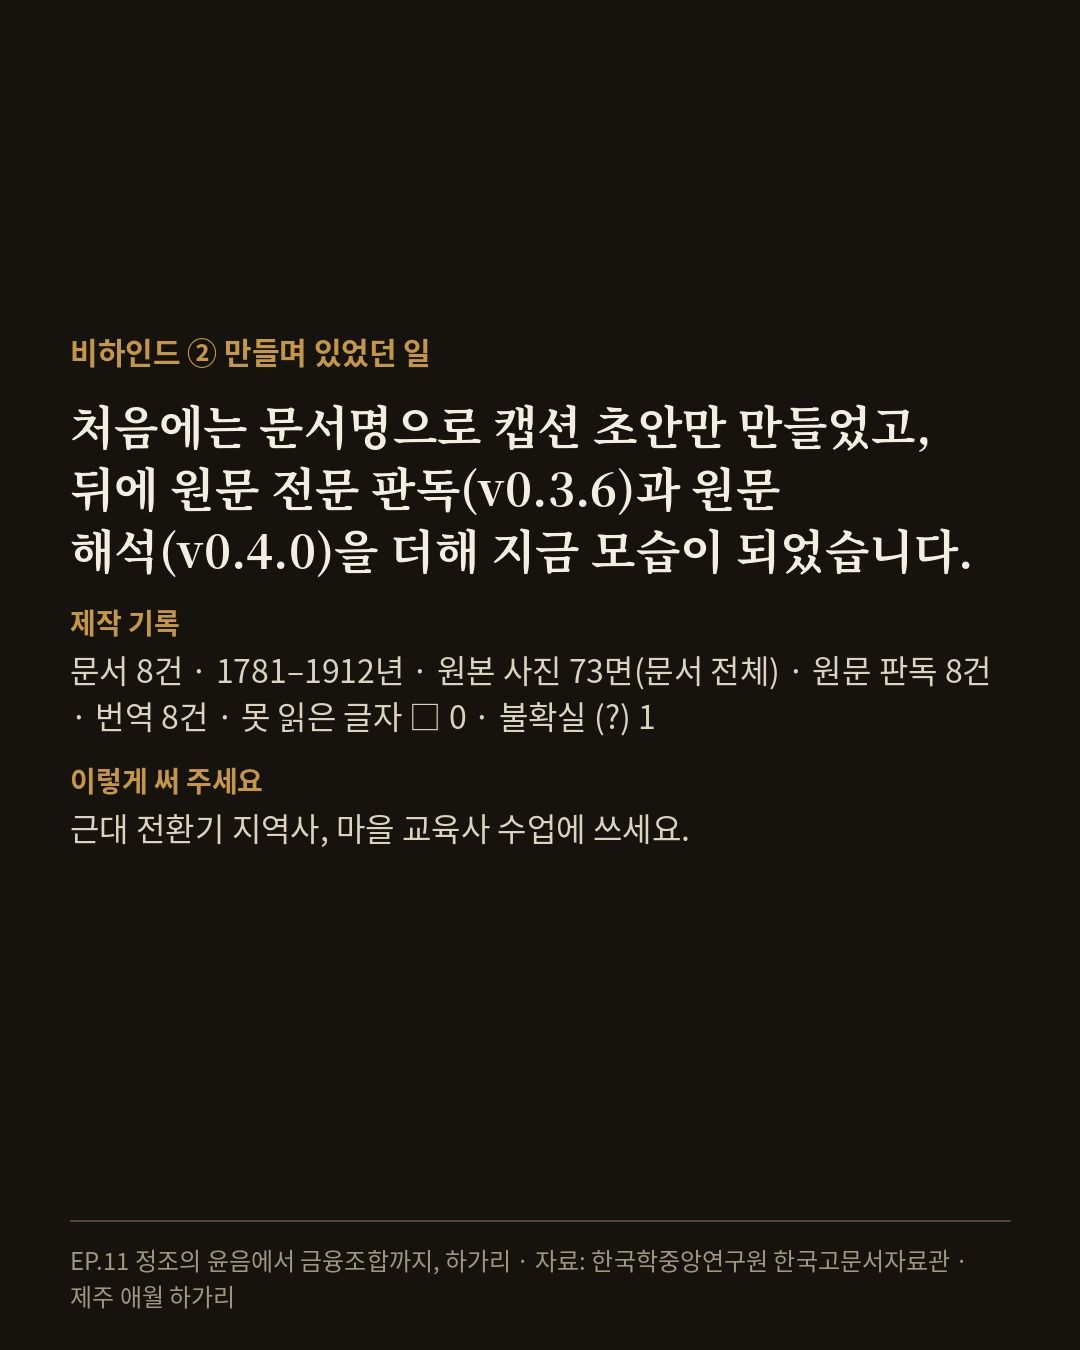 비하인드 ② 만들며 있었던 일
처음에는 문서명으로 캡션 초안만 만들었고,
뒤에 원문 전문 판독(v0.3.6)과 원문
해석(v0.4.0)을 더해 지금 모습이 되었습니다.
제작 기록
문서 8건 · 1781–1912년 · 원본 사진 73면(문서 전체) · 원문 판독 8건
· 번역 8건 · 못 읽은 글자 □ 0 · 불확실 (?) 1
이렇게 써 주세요
근대 전환기 지역사, 마을 교육사 수업에 쓰세요.
EP.11 정조의 윤음에서 금융조합까지, 하가리 · 자료: 한국학중앙연구원 한국고문서자료관 ·
제주 애월 하가리